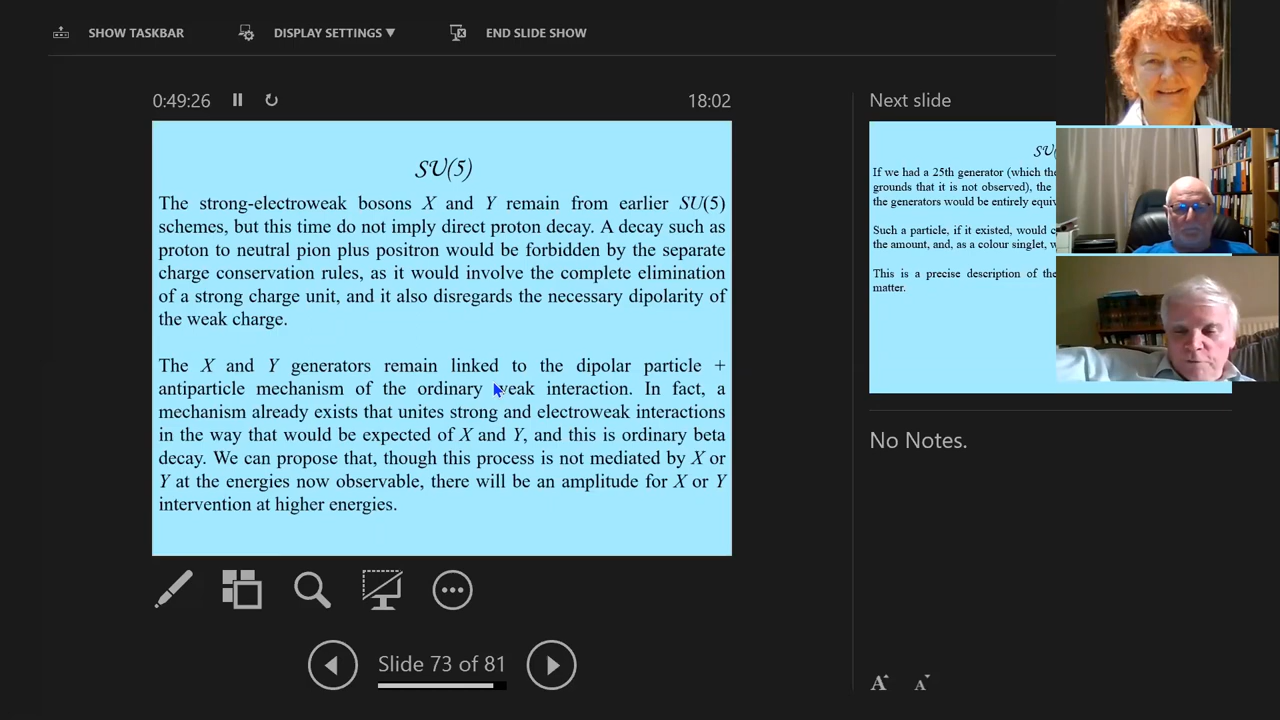 SHOW TASKBAR
DISPLAY SETTINGS ▼
END SLIDE SHOW
0:49:26
18:02
SU(5)
The strong-electroweak bosons X and Y remain from earlier SU(5)
schemes, but this time do not imply direct proton decay. A decay such as
proton to neutral pion plus positron would be forbidden by the separate
charge conservation rules, as it would involve the complete elimination
of a strong charge unit, and it also disregards the necessary dipolarity of
the weak charge.
The X and Y generators remain linked to the dipolar particle +
antiparticle mechanism of the ordinary weak interaction. In fact, a
mechanism already exists that unites strong and electroweak interactions
in the way that would be expected of X and Y, and this is ordinary beta
decay. We can propose that, though this process is not mediated by X or
Y at the energies now observable, there will be an amplitude for X or Y
intervention at higher energies.
Slide 73 of 81
Next slide
SU(
If we had a 25th generator (which the
grounds that it is not observed), the
the generators would be entirely equiv
Such a particle, if it existed, would c
the amount, and, as a colour singlet, w
This is a precise description of the
matter.
No Notes.
A A